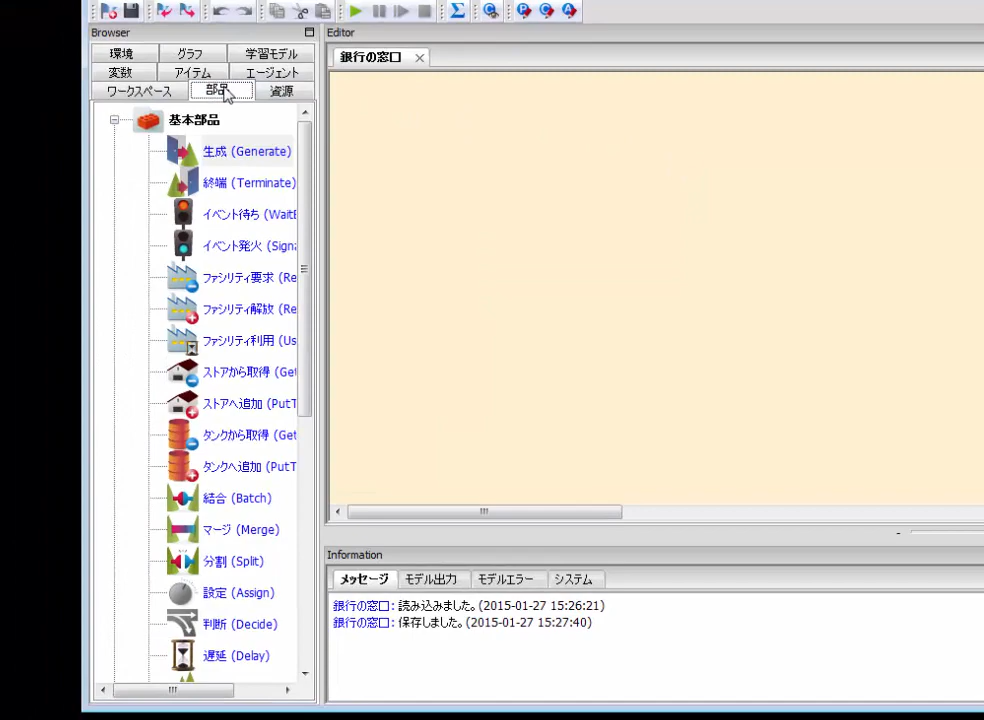 Browser
環境 グラフ 学習モデル
変数 アイテム エージェント
ワークスペース 部品 資源
基本部品
生成 (Generate)
終端 (Terminate)
イベント待ち (WaitE
イベント発火 (Signa
ファシリティ要求 (Re
ファシリティ解放 (Re
ファシリティ利用 (Us
ストアから取得 (Get
ストアへ追加 (PutT
タンクから取得 (Get
タンクへ追加 (PutT
結合 (Batch)
マージ (Merge)
分割 (Split)
設定 (Assign)
判断 (Decide)
遅延 (Delay)
Editor
銀行の窓口
Information
メッセージ モデル出力 モデルエラー システム
銀行の窓口: 読み込みました。(2015-01-27 15:26:21)
銀行の窓口: 保存しました。(2015-01-27 15:27:40)